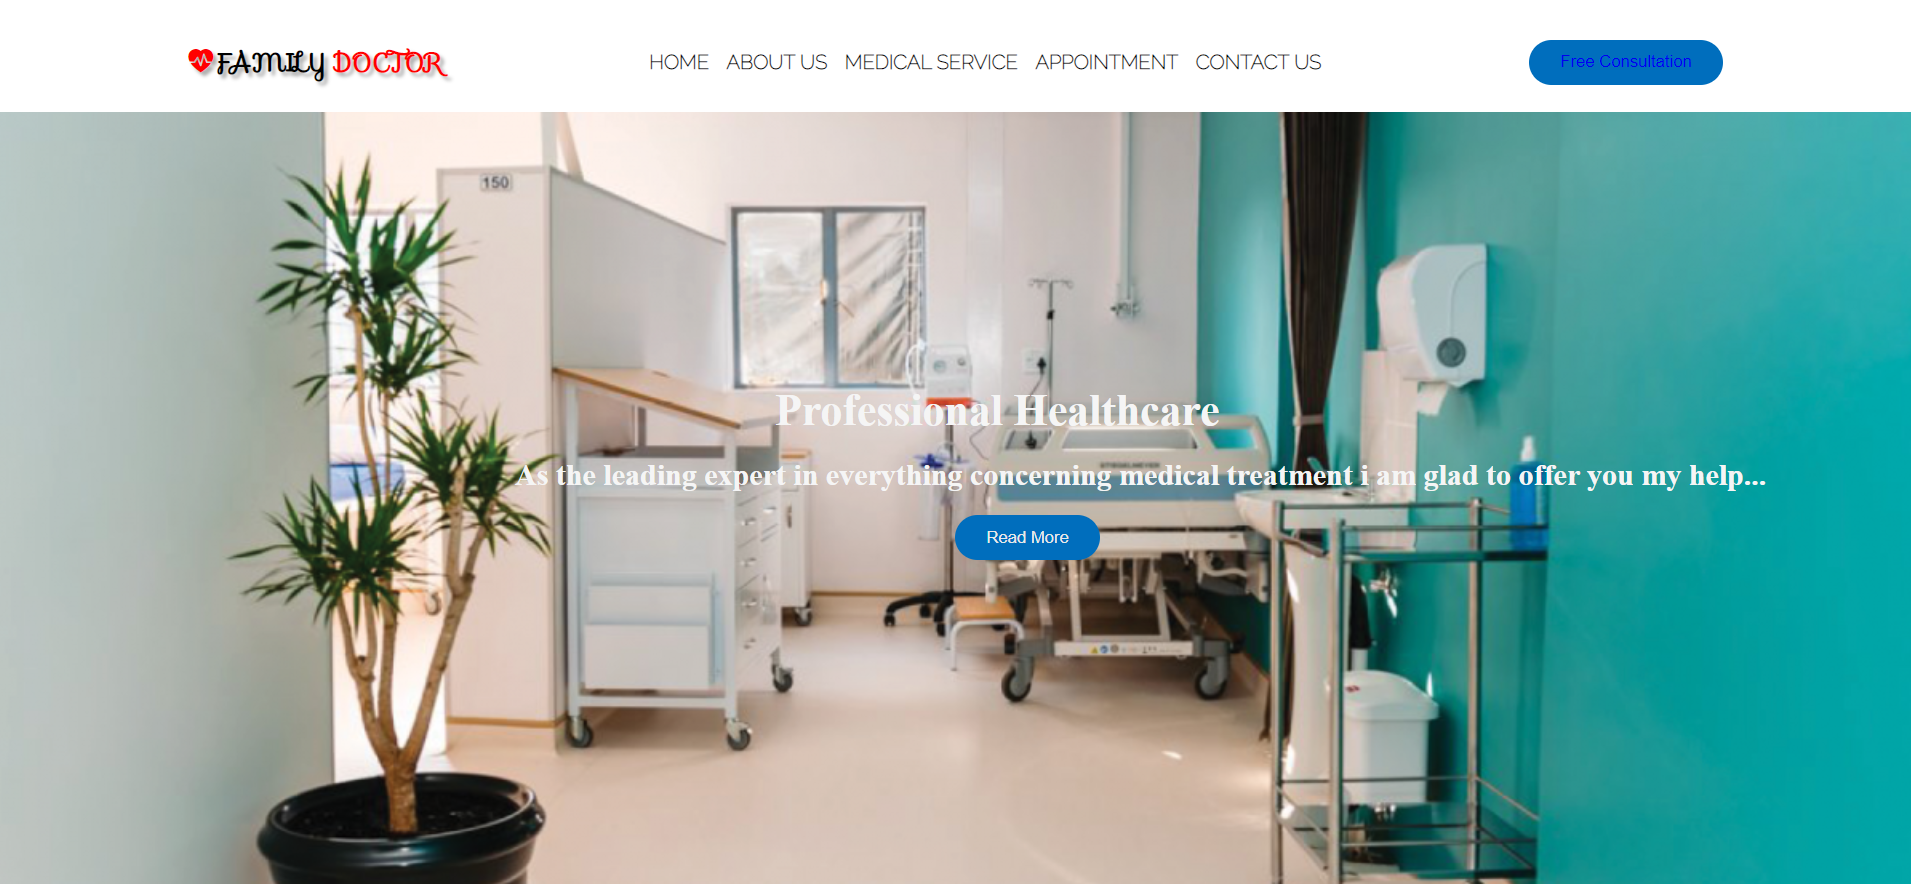 FAMILY DOCTOR
HOME ABOUT US MEDICAL SERVICE APPOINTMENT CONTACT US
Free Consultation
150
Professional Healthcare
As the leading expert in everything concerning medical treatment i am glad to offer you my help...
Read More